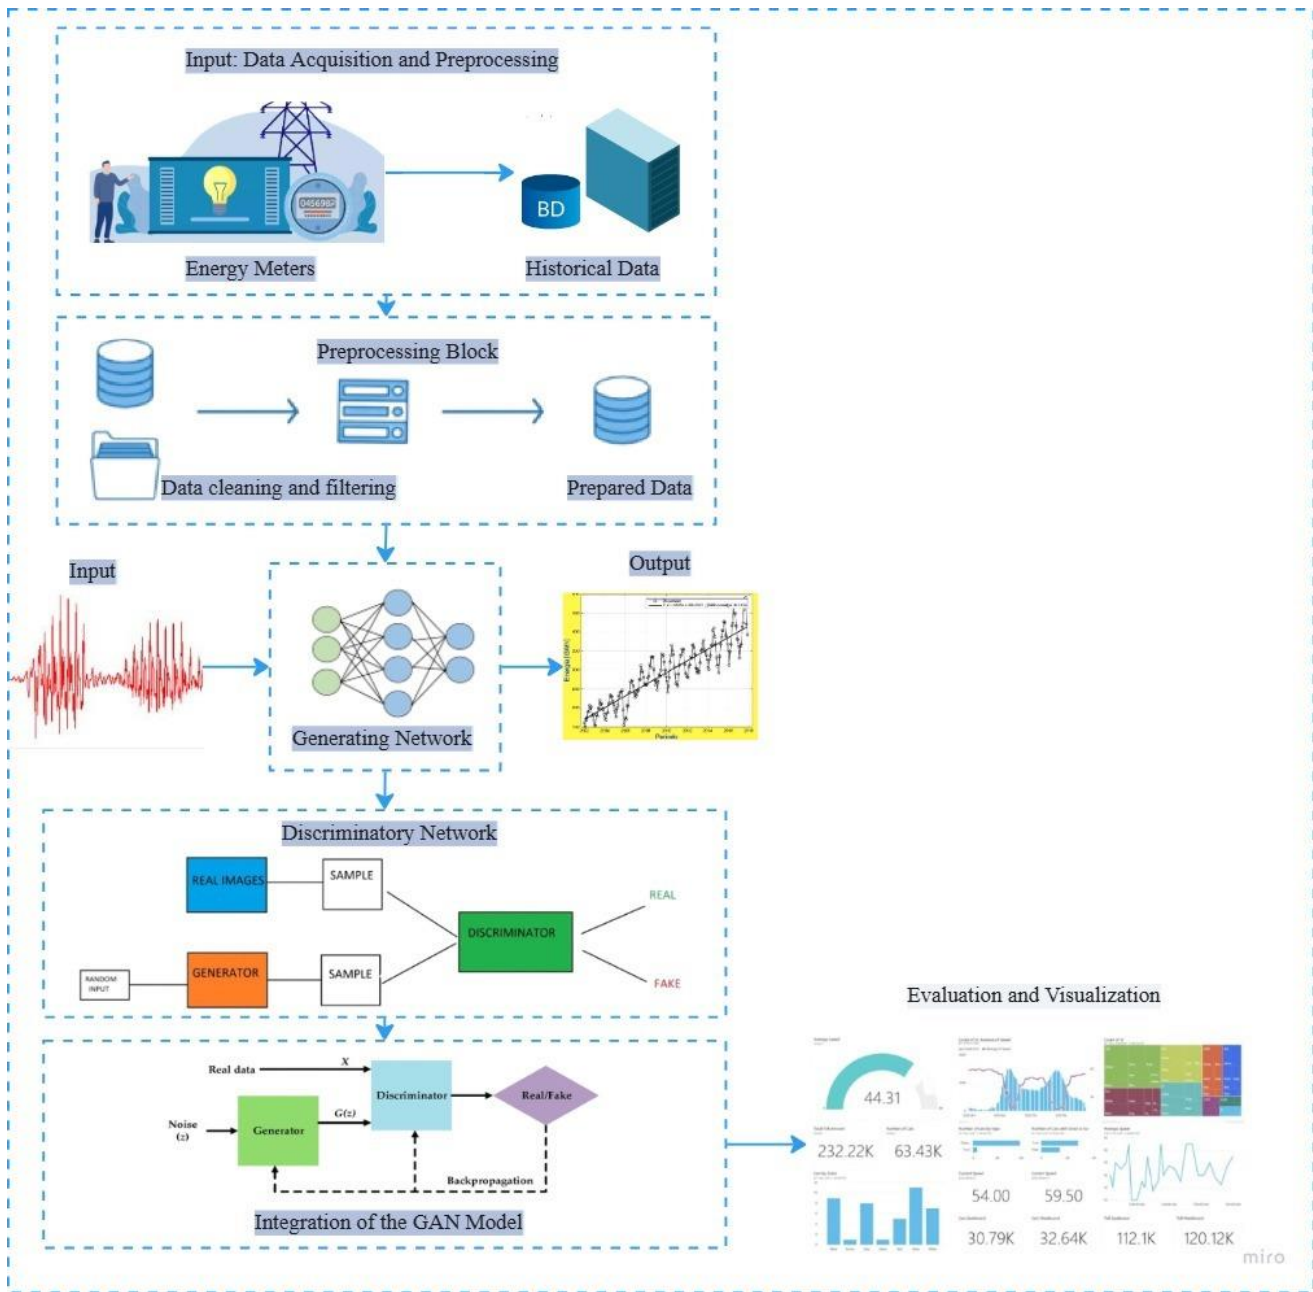 Input: Data Acquisition and Preprocessing
BD
Energy Meters
Historical Data
Preprocessing Block
Data cleaning and filtering
Prepared Data
Input
Output
Periods
Generating Network
Discriminatory Network
REAL IMAGES
SAMPLE
REAL
DISCRIMINATOR
RANDOM
INPUT
GENERATOR
SAMPLE
FAKE
Evaluation and Visualization
Real data
X
Discriminator
Real/Fake
Noise
(z)
Generator
G(z)
Backpropagation
Integration of the GAN Model
44.31
232.22K
63.43K
54.00
59.50
30.79K
32.64K
112.1K
120.12K
miro